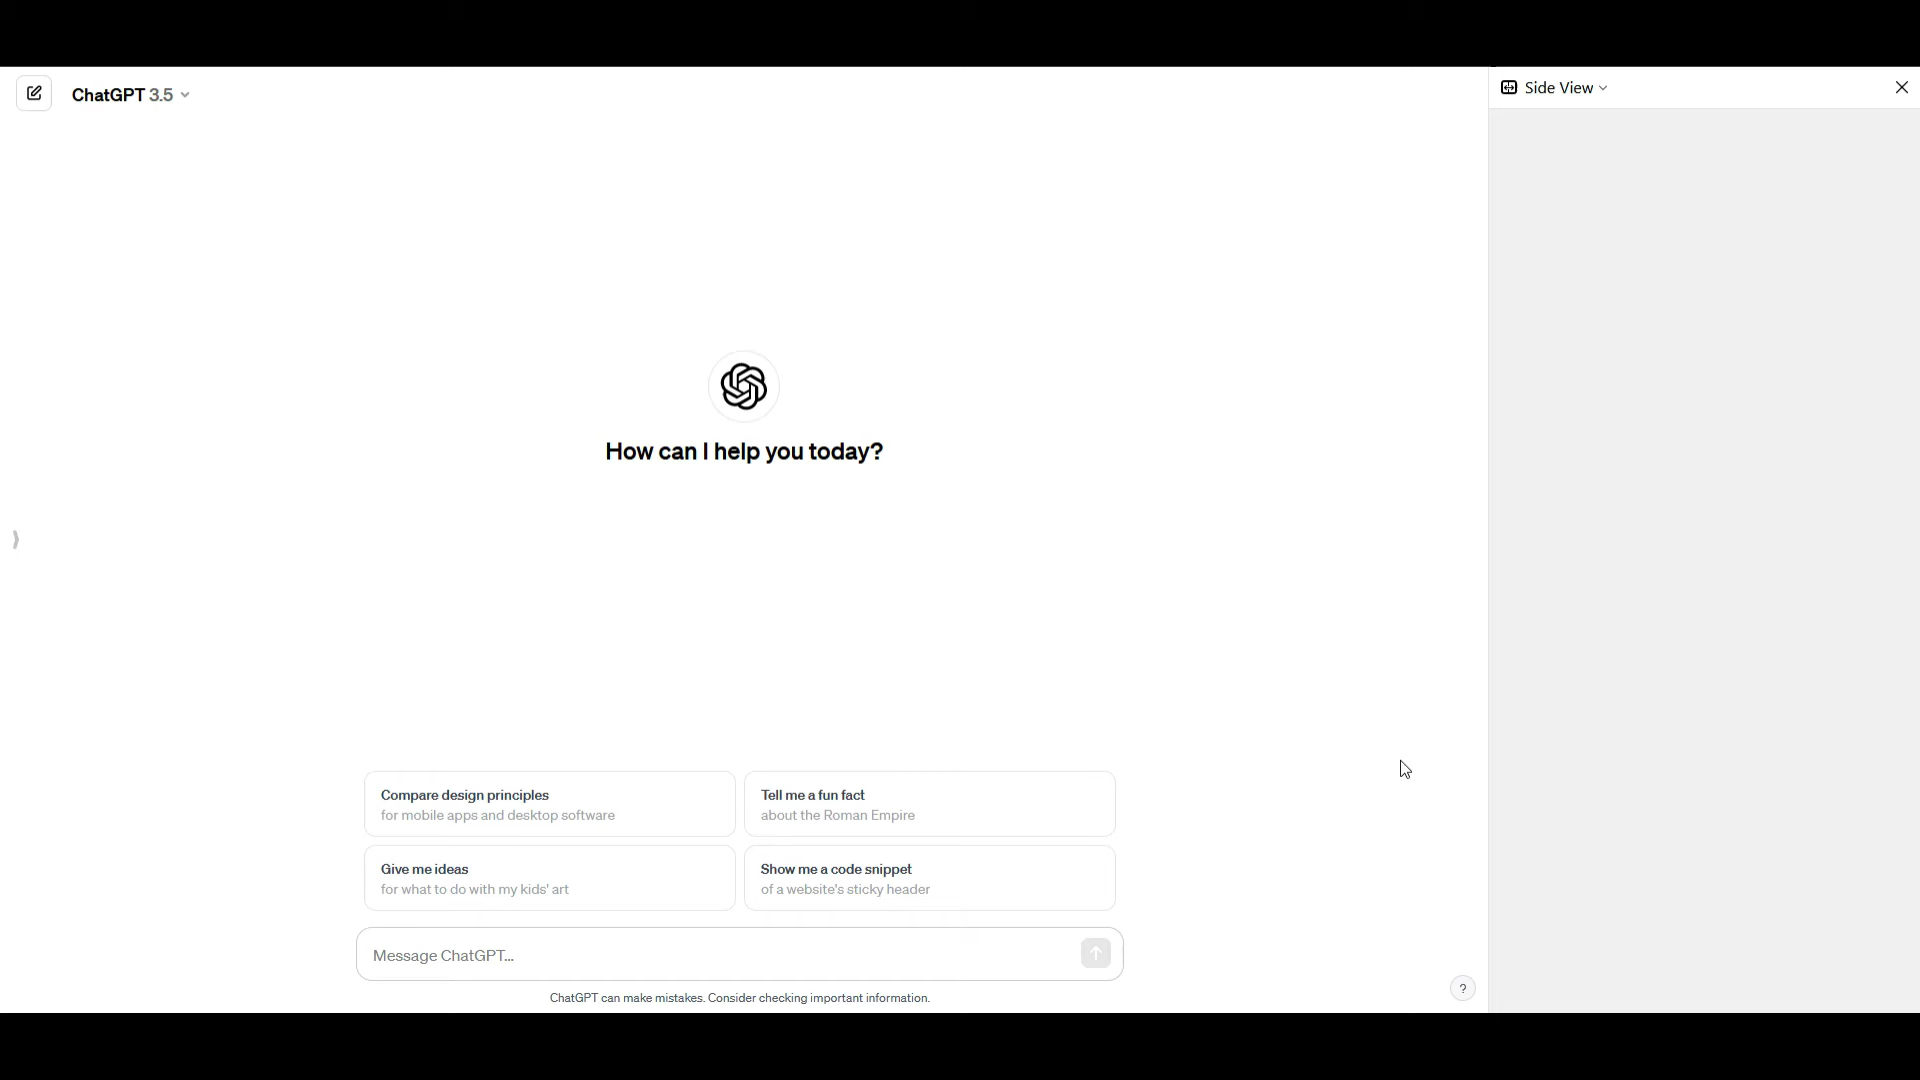 ChatGPT 3.5
Side View
How can I help you today?
Compare design principles
for mobile apps and desktop software
Tell me a fun fact
about the Roman Empire
Give me ideas
for what to do with my kids' art
Show me a code snippet
of a website's sticky header
Message ChatGPT...
ChatGPT can make mistakes. Consider checking important information.
?